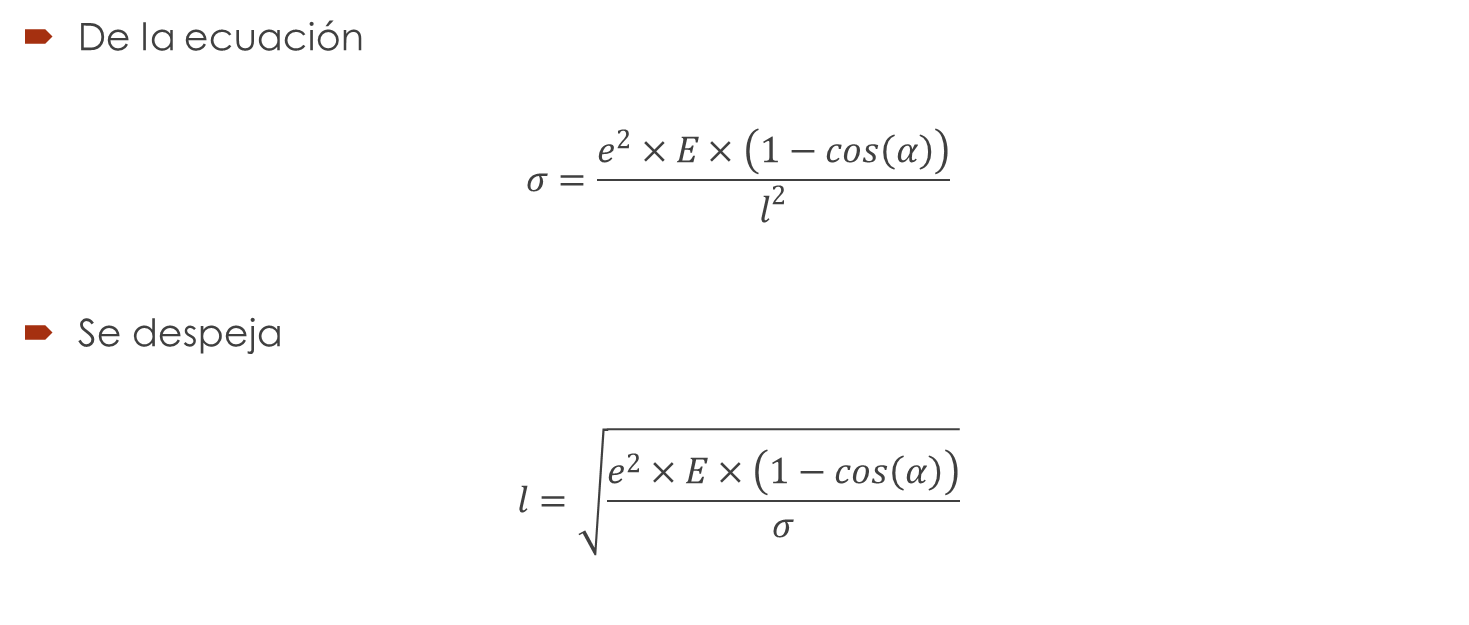 De la ecuación
σ = e² × E × (1 − cos(α)) / l²
Se despeja
l = √(e² × E × (1 − cos(α)) / σ)